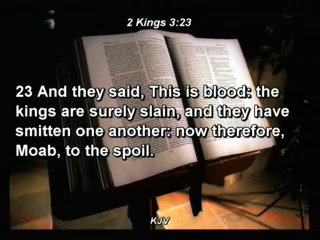 2 Kings 3:23
23 And they said, This is blood: the
kings are surely slain, and they have
smitten one another: now therefore,
Moab, to the spoil.
KJV